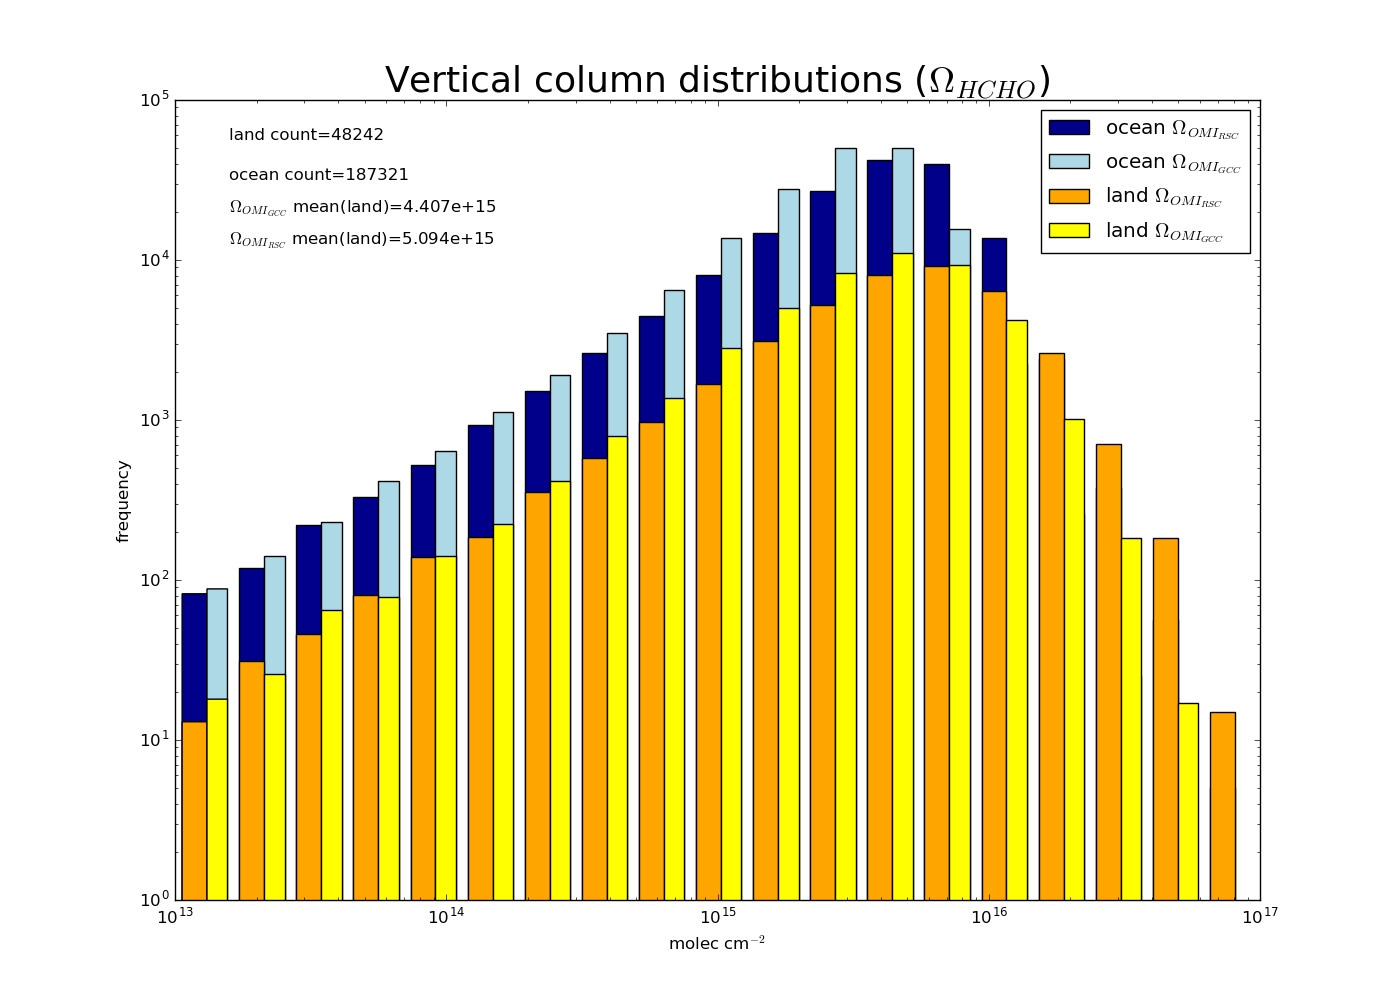 Vertical column distributions (Ω_HCHO)
land count=48242
ocean count=187321
Ω_OMI_GCC mean(land)=4.407e+15
Ω_OMI_RSC mean(land)=5.094e+15
ocean Ω_OMI_RSC
ocean Ω_OMI_GCC
land Ω_OMI_RSC
land Ω_OMI_GCC
10^5
10^4
10^3
10^2
10^1
10^0
frequency
10^13 10^14 10^15 10^16 10^17
molec cm^−2